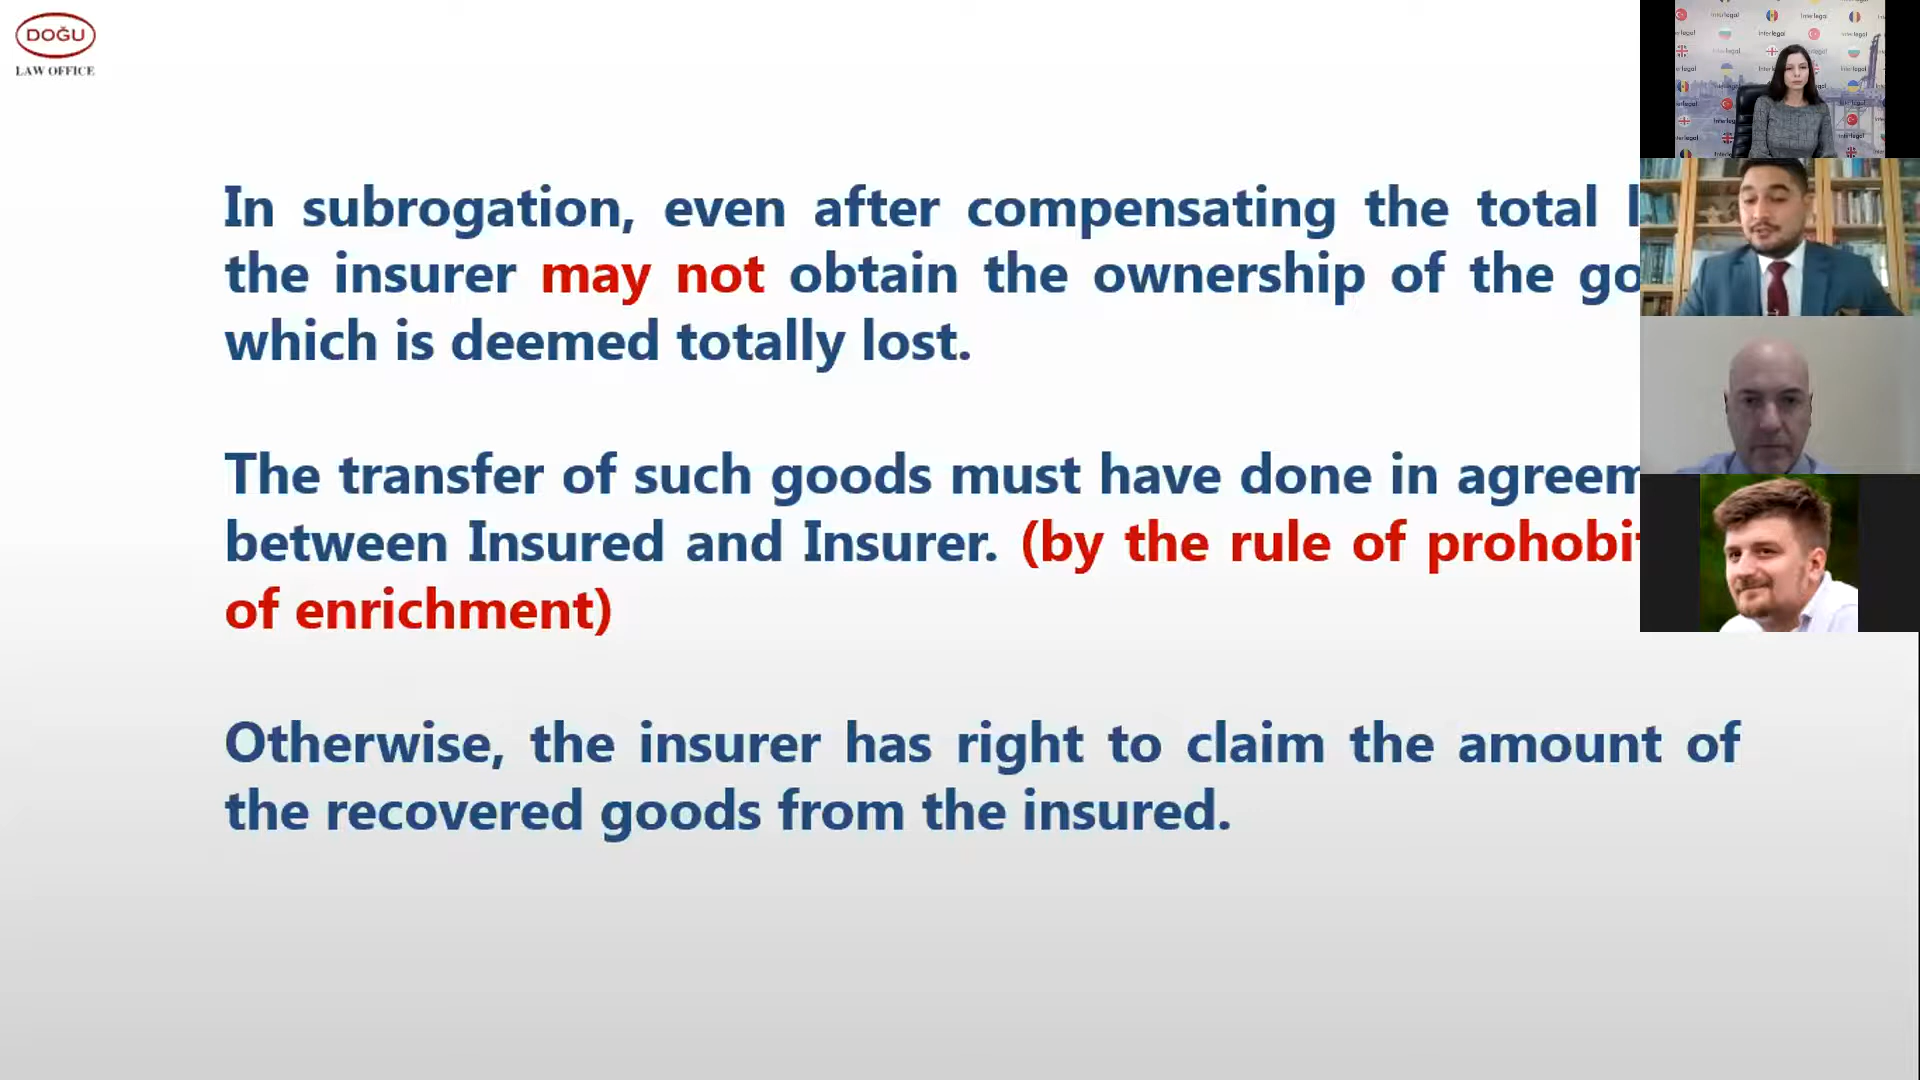 DOĞU
LAW OFFICE
In subrogation, even after compensating the total
the insurer may not obtain the ownership of the
which is deemed totally lost.
The transfer of such goods must have done in
between Insured and Insurer. (by the rule of
of enrichment)
Otherwise, the insurer has right to claim the amount of
the recovered goods from the insured.
Interlegal
Interlegal